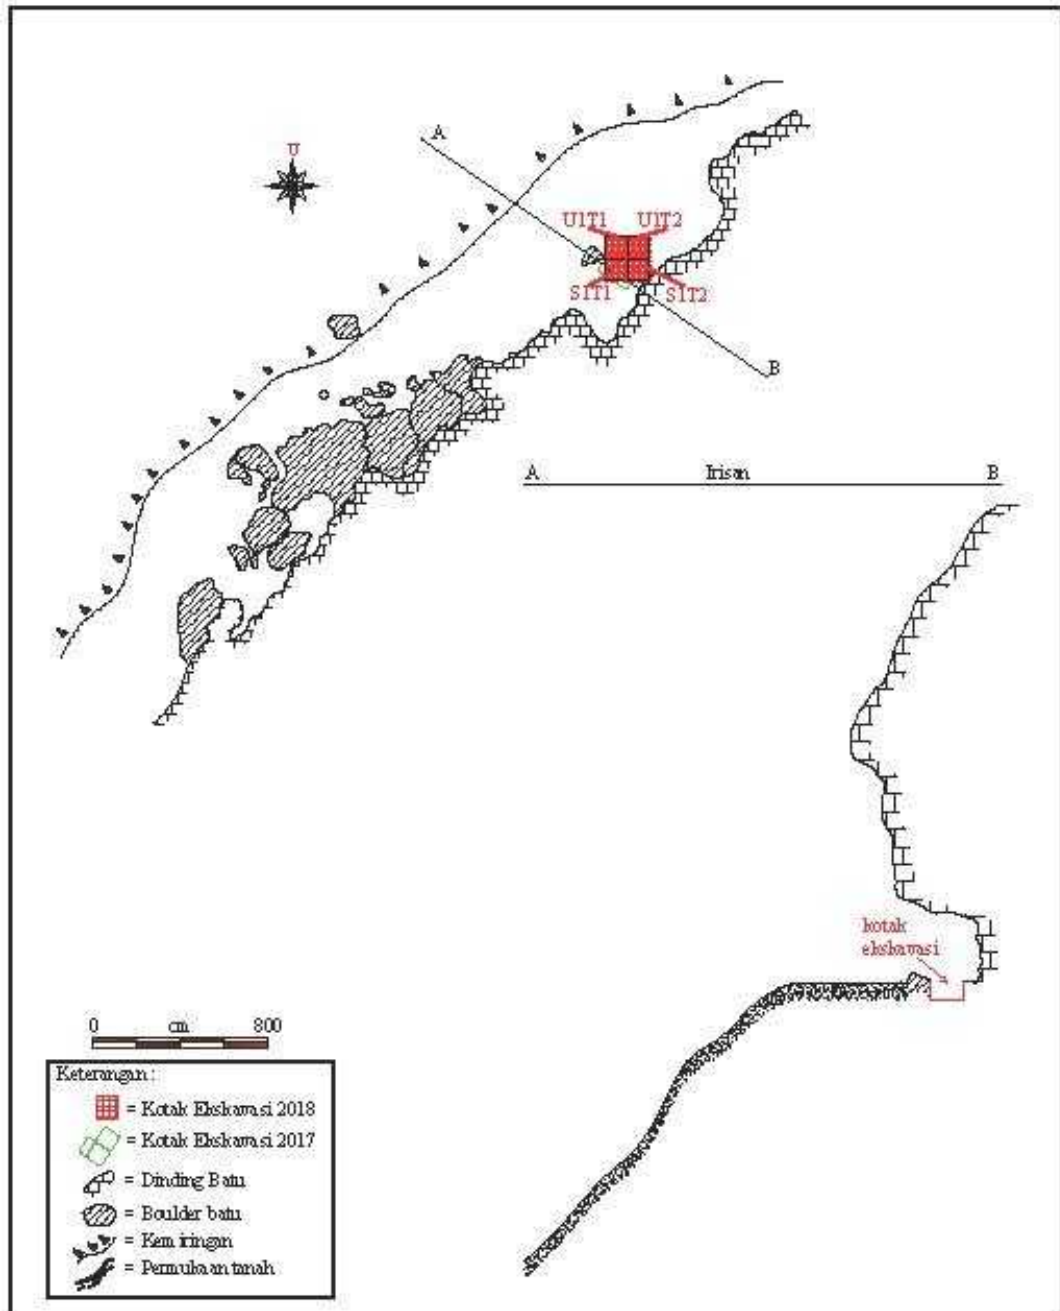 U
A
U1T1 U1T2
S1T1 S1T2
B
A Irisan B
kotak
ekskavasi
0 cm 800
Keterangan :
= Kotak Ekskavasi 2018
= Kotak Ekskavasi 2017
= Dinding Batu
= Boulder batu
= Kemiringan
= Permukaan tanah